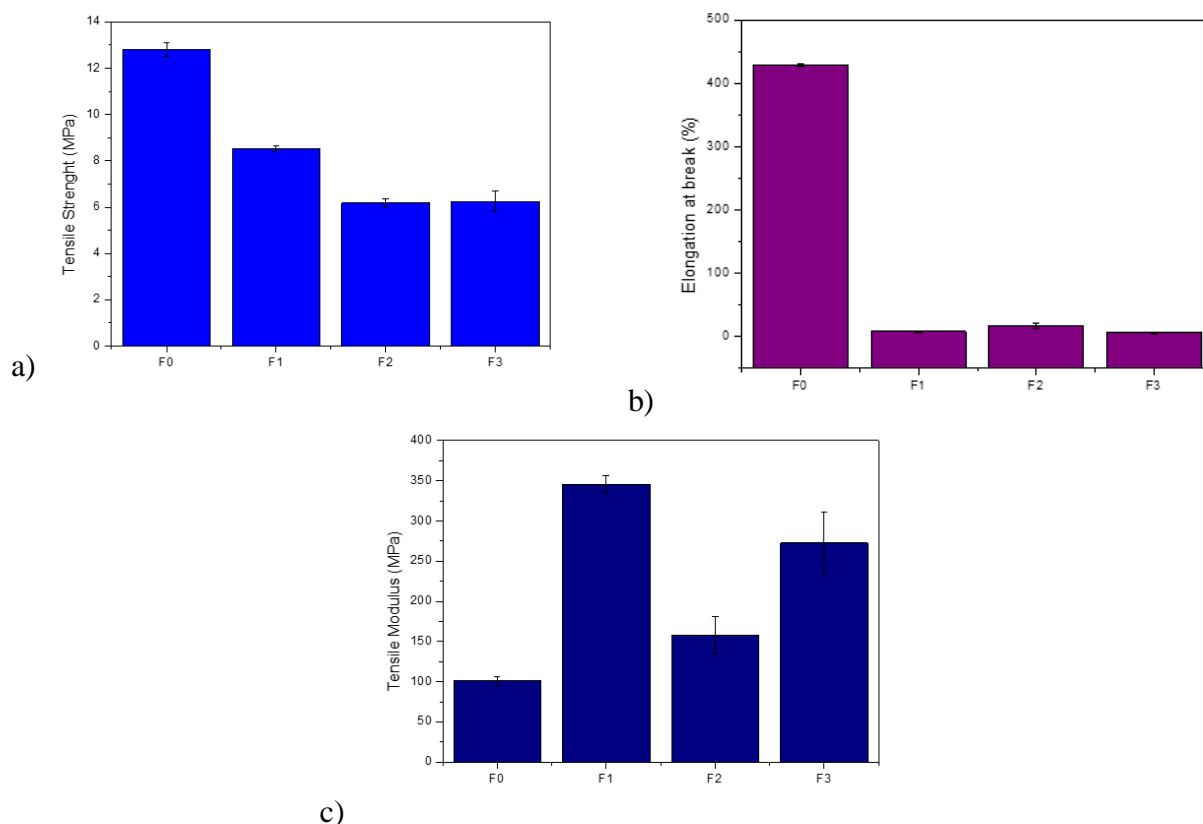 14
12
10
8
6
4
2
0
Tensile Strenght (MPa)
F0 F1 F2 F3
a)
500
400
300
200
100
0
Elongation at break (%)
F0 F1 F2 F3
b)
400
350
300
250
200
150
100
50
0
Tensile Modulus (MPa)
F0 F1 F2 F3
c)